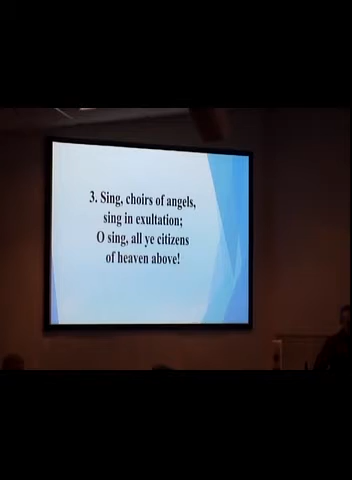 3. Sing, choirs of angels,
sing in exultation;
O sing, all ye citizens
of heaven above!